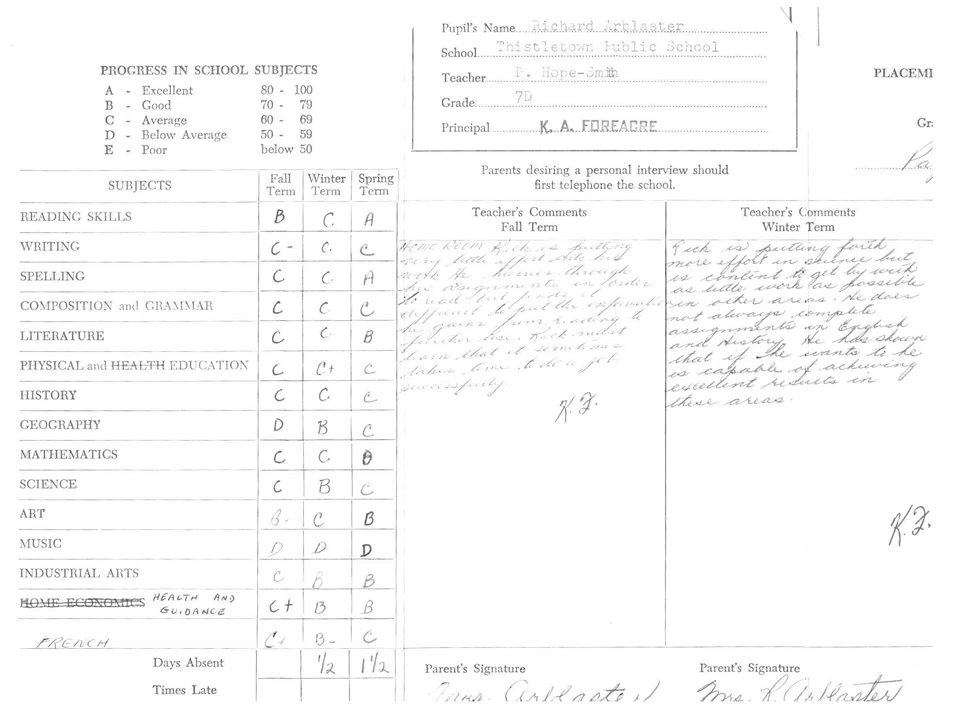 Pupil's Name Richard Arblaster
School Thistletown Public School
Teacher P. Hope-Smith
Grade 7D
Principal K. A. FOREACRE
PROGRESS IN SCHOOL SUBJECTS
A - Excellent 80 - 100
B - Good 70 - 79
C - Average 60 - 69
D - Below Average 50 - 59
E - Poor below 50
PLACEMI
Gr
Parents desiring a personal interview should
first telephone the school.
SUBJECTS Fall Term Winter Term Spring Term
READING SKILLS B C A
WRITING C- C C
SPELLING C C A
COMPOSITION and GRAMMAR C C C
LITERATURE C C B
PHYSICAL and HEALTH EDUCATION C C+ C
HISTORY C C C
GEOGRAPHY D B C
MATHEMATICS C C
SCIENCE C B C
ART B- C B
MUSIC D D D
INDUSTRIAL ARTS C B B
HOME ECONOMICS HEALTH AND GUIDANCE C+ B B
FRENCH C+ B- C
Days Absent 1/2 1 1/2
Times Late
Teacher's Comments
Fall Term
HOME ROOM Rick is putting
very little effort into his
work. He hurries through
his assignments in order
to read but finds it
difficult to put the information
he gains from reading to
further use. Rick must
learn that it sometimes
takes time to do a job
successfully.
K.F.
Teacher's Comments
Winter Term
Rick is putting forth
more effort in science but
is content to get by with
as little work as possible
in other areas. He does
not always complete
assignments in English
and History. He has shown
that if he wants to he
is capable of achieving
excellent results in
these areas.
K.F.
Parent's Signature
Mrs. Arblaster
Parent's Signature
Mrs. R. Arblaster